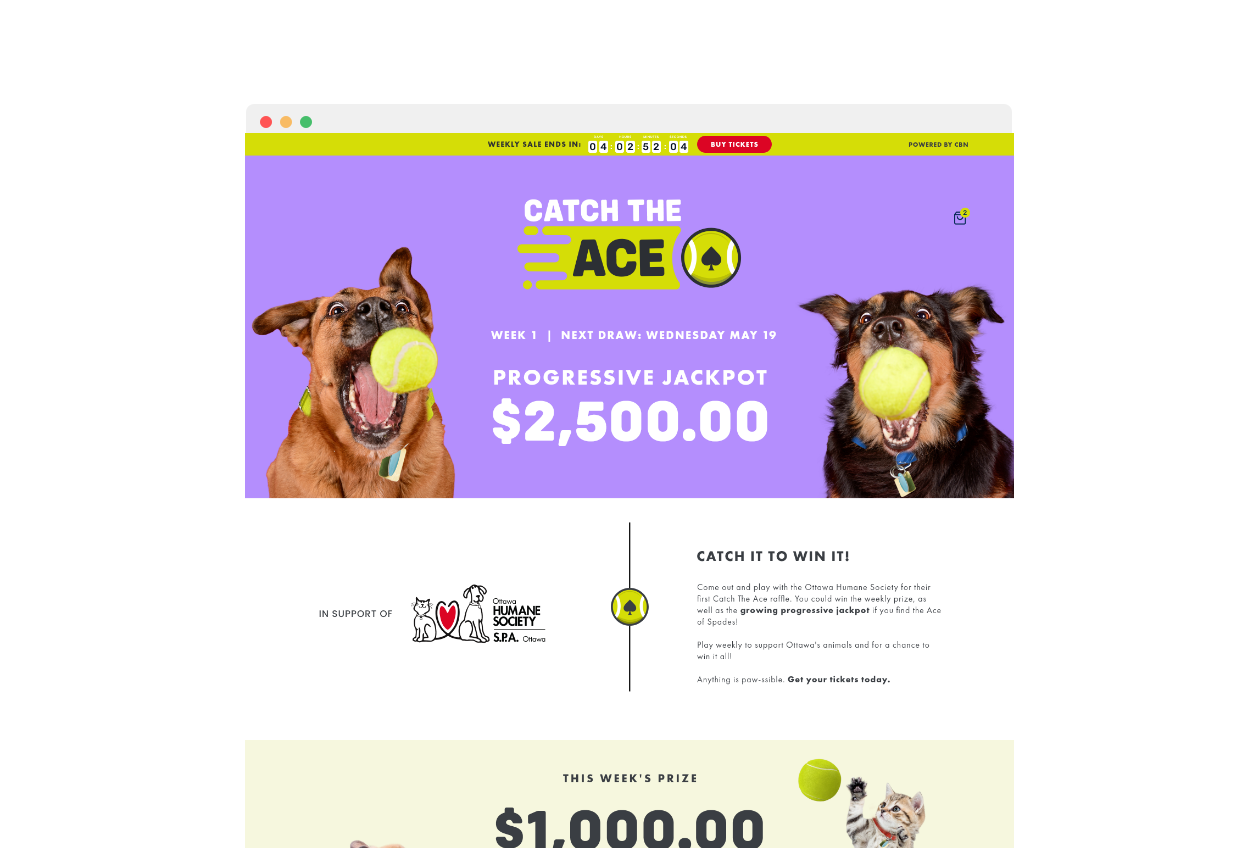 DAYS HOURS MINUTES SECONDS
WEEKLY SALE ENDS IN: 04 : 02 : 52 : 04 BUY TICKETS POWERED BY CBN
2
CATCH THE
ACE
WEEK 1 | NEXT DRAW: WEDNESDAY MAY 19
PROGRESSIVE JACKPOT
$2,500.00
IN SUPPORT OF
Ottawa
HUMANE
SOCIETY
S.P.A. Ottawa
CATCH IT TO WIN IT!
Come out and play with the Ottawa Humane Society for their
first Catch The Ace raffle. You could win the weekly prize, as
well as the growing progressive jackpot if you find the Ace
of Spades!
Play weekly to support Ottawa's animals and for a chance to
win it all!
Anything is paw-ssible. Get your tickets today.
THIS WEEK'S PRIZE
$1,000.00